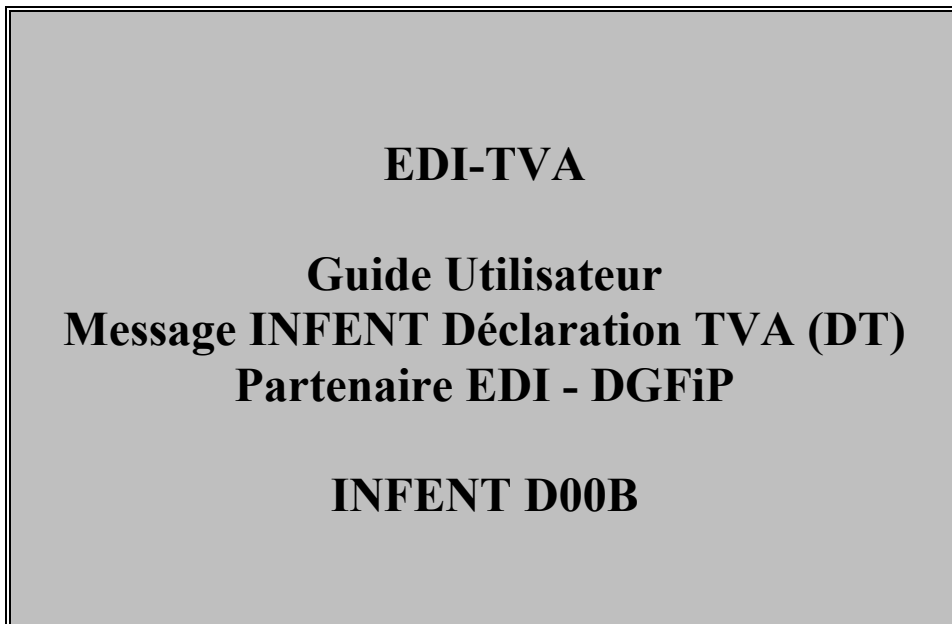 EDI-TVA
Guide Utilisateur
Message INFENT Déclaration TVA (DT)
Partenaire EDI - DGFiP
INFENT D00B